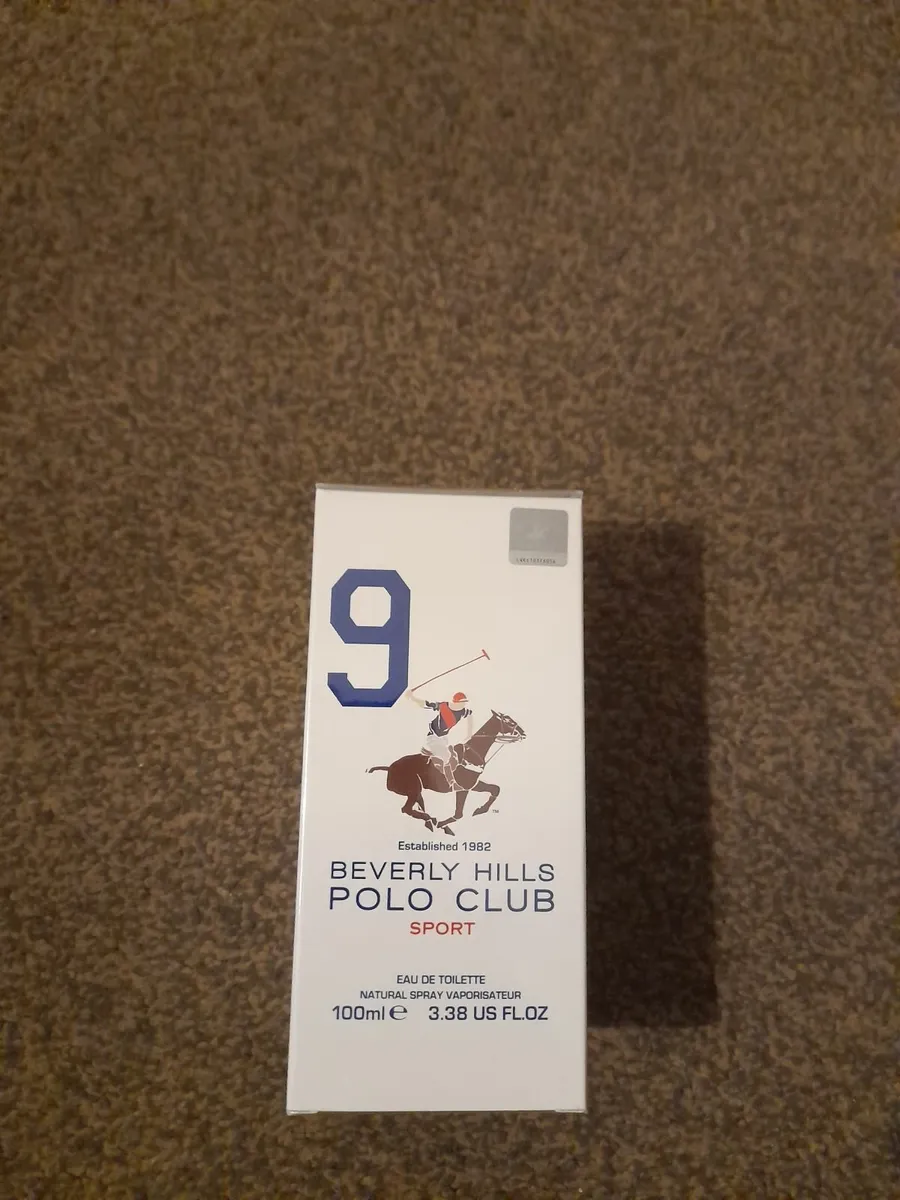 9
™
Established 1982
BEVERLY HILLS
POLO CLUB
SPORT
EAU DE TOILETTE
NATURAL SPRAY VAPORISATEUR
100ml ℮ 3.38 US FL.OZ